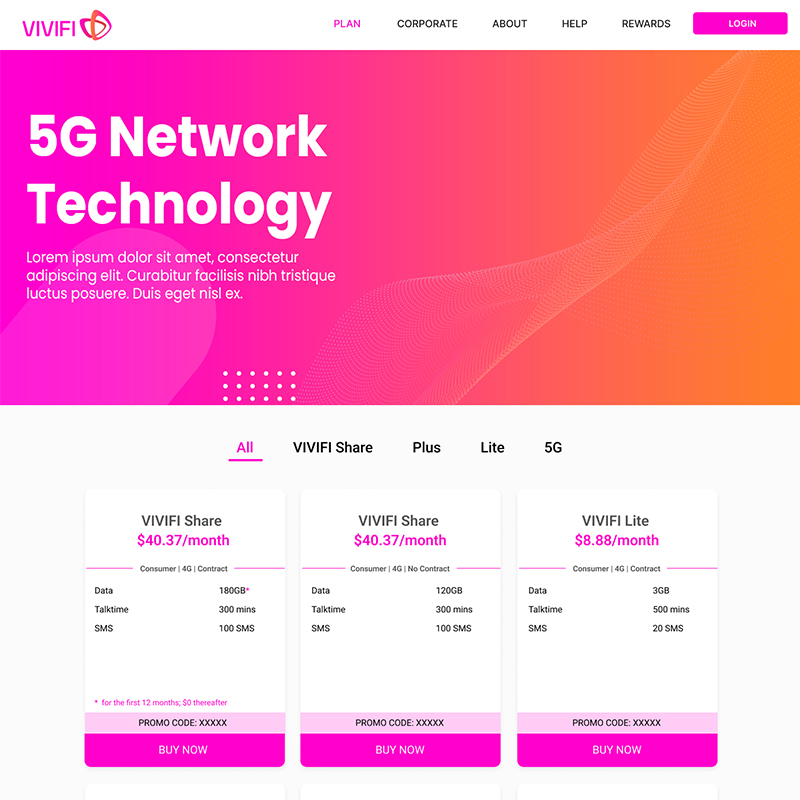 VIVIFI
PLAN CORPORATE ABOUT HELP REWARDS LOGIN
5G Network
Technology
Lorem ipsum dolor sit amet, consectetur
adipiscing elit. Curabitur facilisis nibh tristique
luctus posuere. Duis eget nisl ex.
All VIVIFI Share Plus Lite 5G
VIVIFI Share
$40.37/month
Consumer | 4G | Contract
Data 180GB*
Talktime 300 mins
SMS 100 SMS
* for the first 12 months; $0 thereafter
PROMO CODE: XXXXX
BUY NOW
VIVIFI Share
$40.37/month
Consumer | 4G | No Contract
Data 120GB
Talktime 300 mins
SMS 100 SMS
PROMO CODE: XXXXX
BUY NOW
VIVIFI Lite
$8.88/month
Consumer | 4G | Contract
Data 3GB
Talktime 500 mins
SMS 20 SMS
PROMO CODE: XXXXX
BUY NOW